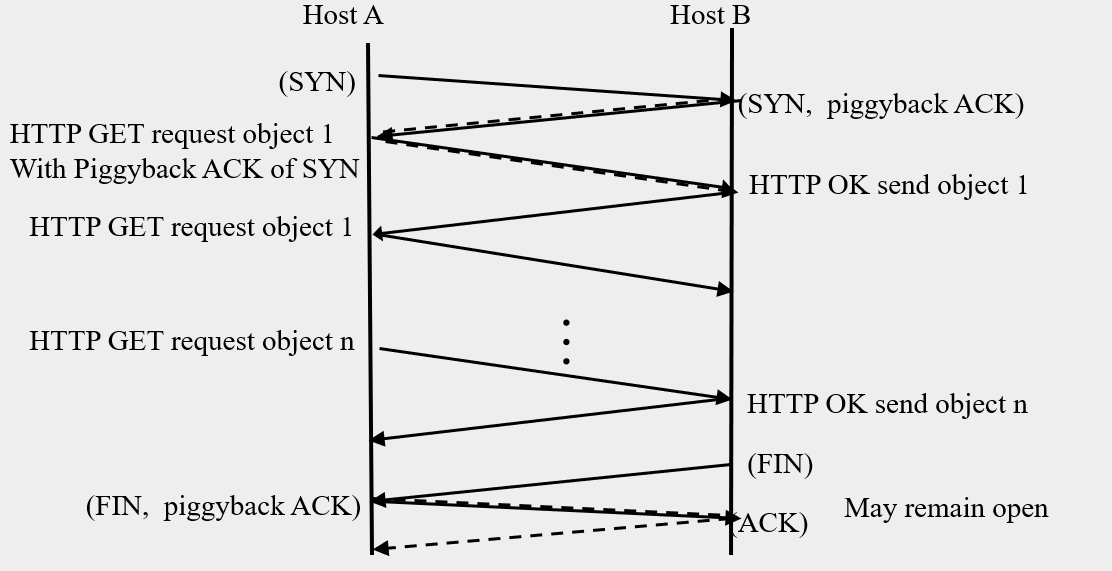 Host A
Host B
(SYN)
(SYN, piggyback ACK)
HTTP GET request object 1
With Piggyback ACK of SYN
HTTP OK send object 1
HTTP GET request object 1
HTTP GET request object n
HTTP OK send object n
(FIN)
(FIN, piggyback ACK)
(ACK)
May remain open